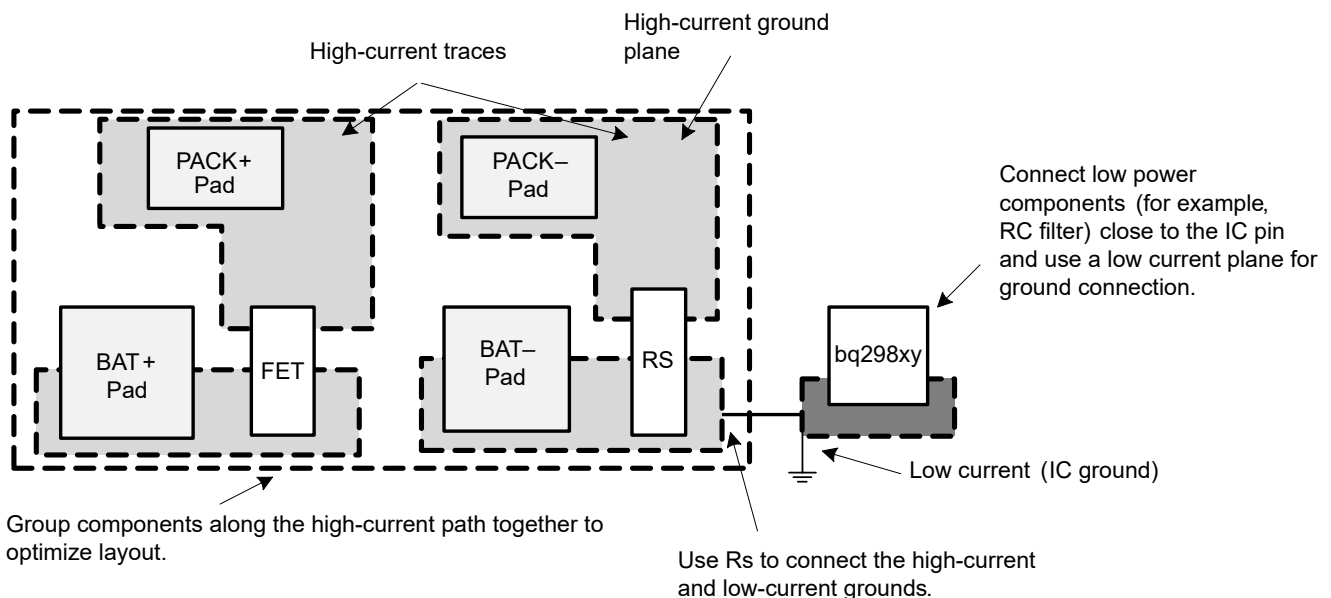 High-current ground
plane
High-current traces
PACK+
Pad
PACK–
Pad
Connect low power
components (for example,
RC filter) close to the IC pin
and use a low current plane for
ground connection.
BAT+
Pad
FET
BAT–
Pad
RS
bq298xy
Low current (IC ground)
Group components along the high-current path together to
optimize layout.
Use Rs to connect the high-current
and low-current grounds.